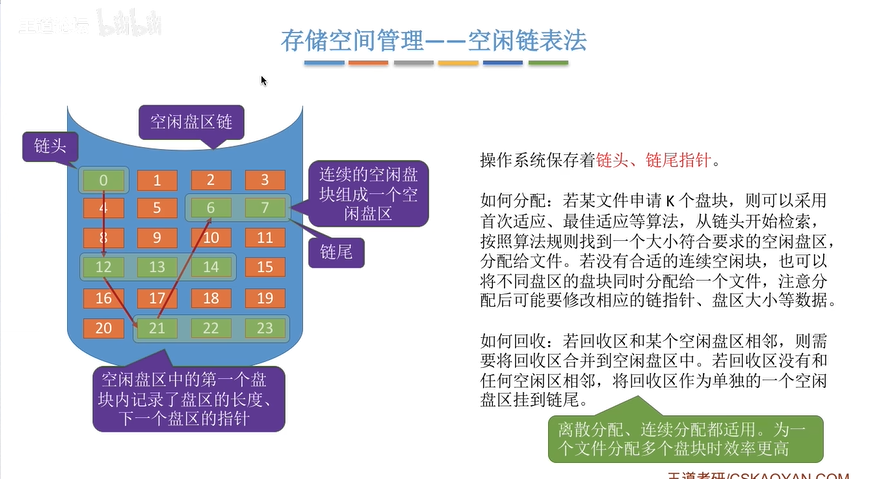 bilibili
存储空间管理——空闲链表法
空闲盘区链
链头
0 1 2 3
4 5 6 7
8 9 10 11
12 13 14 15
16 17 18 19
20 21 22 23
连续的空闲盘
块组成一个空
闲盘区
链尾
空闲盘区中的第一个盘
块内记录了盘区的长度、
下一个盘区的指针
操作系统保存着链头、链尾指针。
如何分配：若某文件申请 K 个盘块，则可以采用
首次适应、最佳适应等算法，从链头开始检索，
按照算法规则找到一个大小符合要求的空闲盘区，
分配给文件。若没有合适的连续空闲块，也可以
将不同盘区的盘块同时分配给一个文件，注意分
配后可能要修改相应的链指针、盘区大小等数据。
如何回收：若回收区和某个空闲盘区相邻，则需
要将回收区合并到空闲盘区中。若回收区没有和
任何空闲区相邻，将回收区作为单独的一个空闲
盘区挂到链尾。
离散分配、连续分配都适用。为一
个文件分配多个盘块时效率更高
王道考研/CSKAOYAN.COM